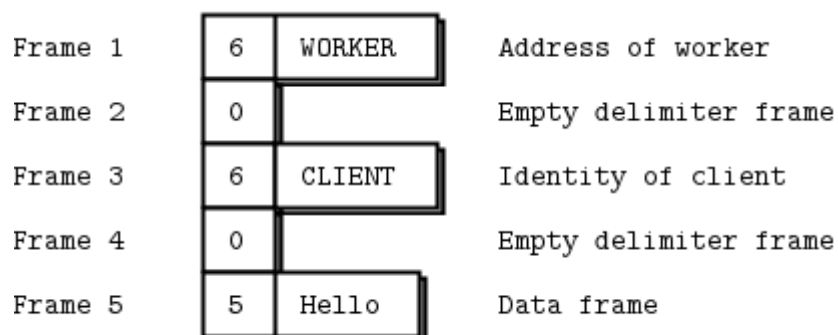 Frame 1 6 WORKER Address of worker
Frame 2 0 Empty delimiter frame
Frame 3 6 CLIENT Identity of client
Frame 4 0 Empty delimiter frame
Frame 5 5 Hello Data frame